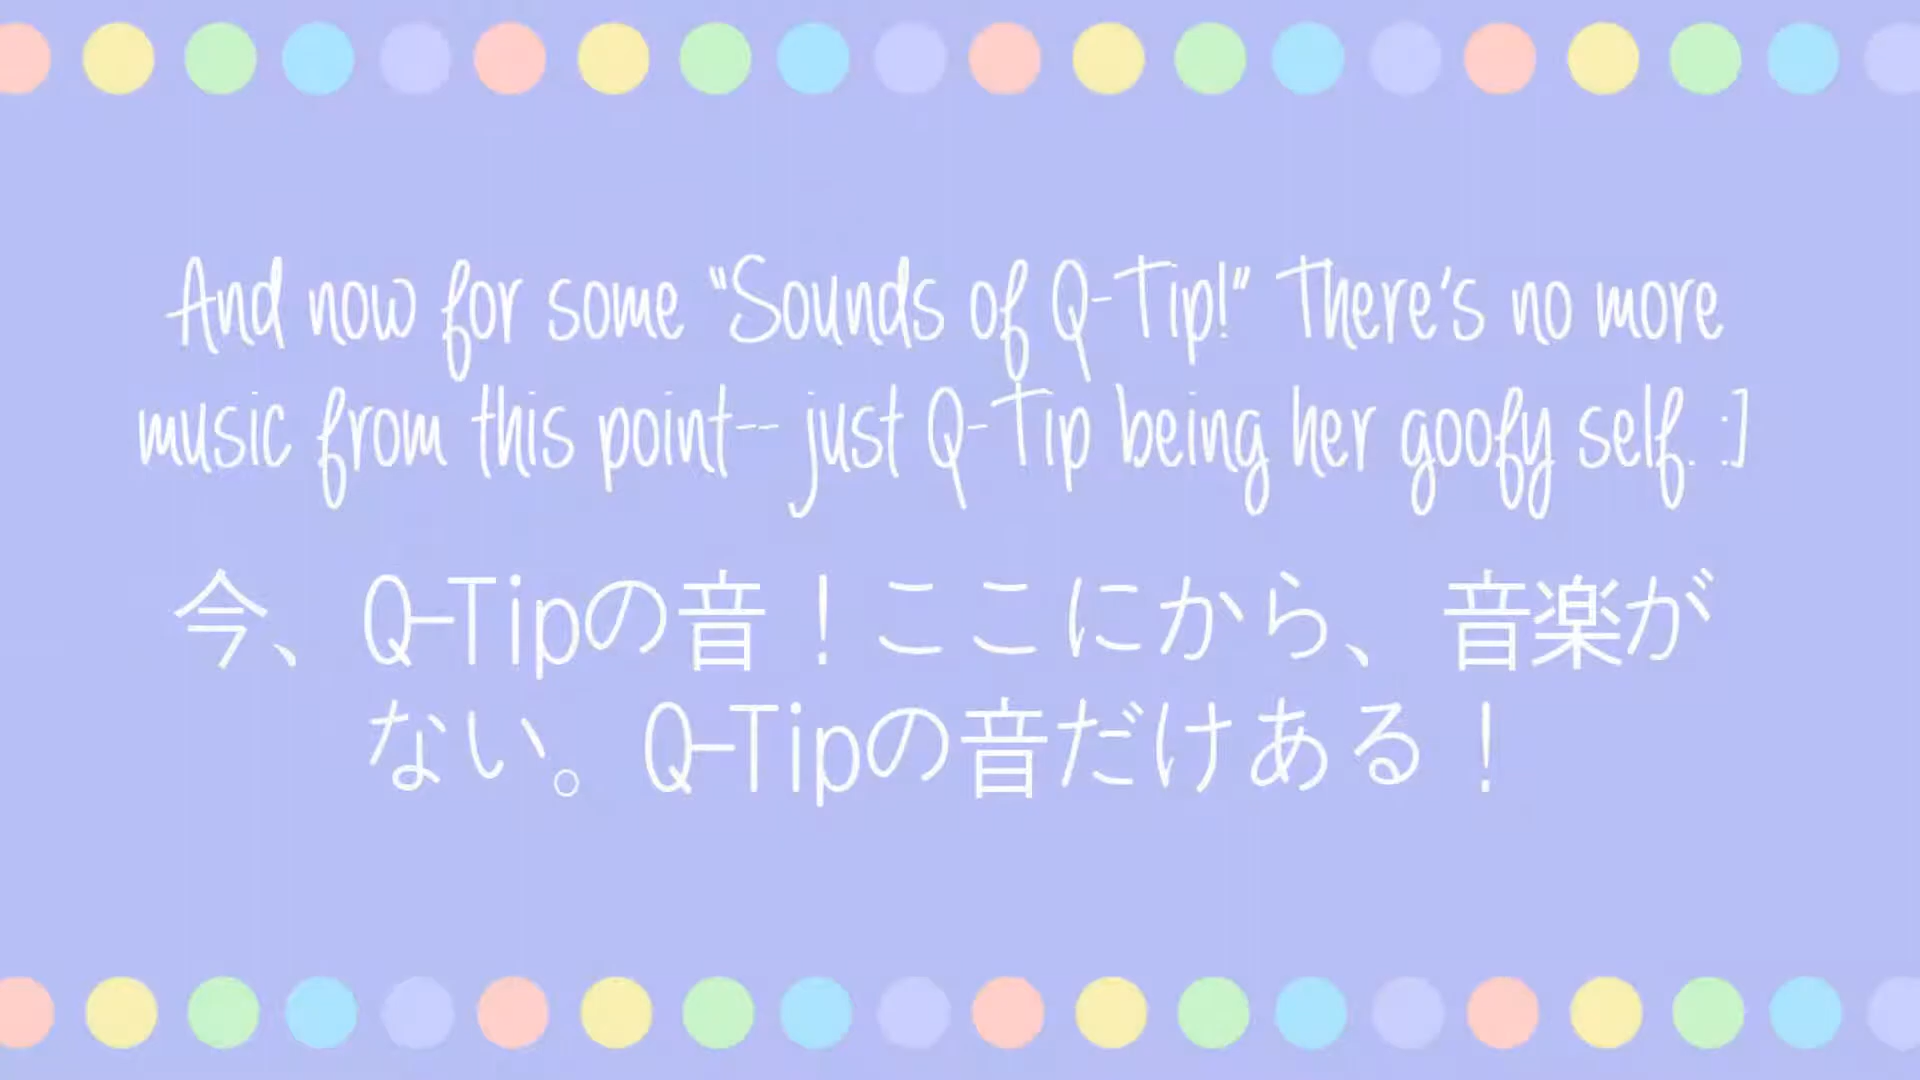 And now for some "Sounds of Q-Tip!" There's no more
music from this point-- just Q-Tip being her goofy self. :]
今、Q-Tipの音！ここにから、音楽が
ない。Q-Tipの音だけある！